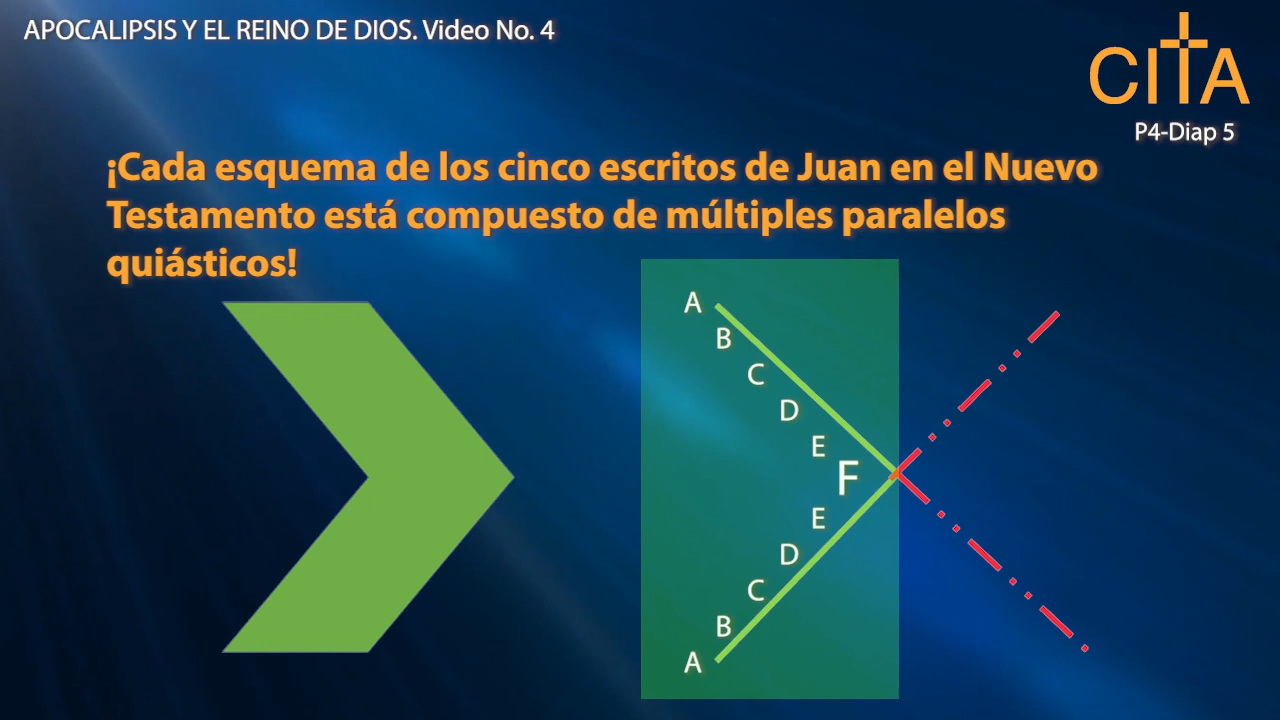 APOCALIPSIS Y EL REINO DE DIOS. Video No. 4
CITA
P4-Diap 5
¡Cada esquema de los cinco escritos de Juan en el Nuevo
Testamento está compuesto de múltiples paralelos
quiásticos!
A
B
C
D
E
F
E
D
C
B
A